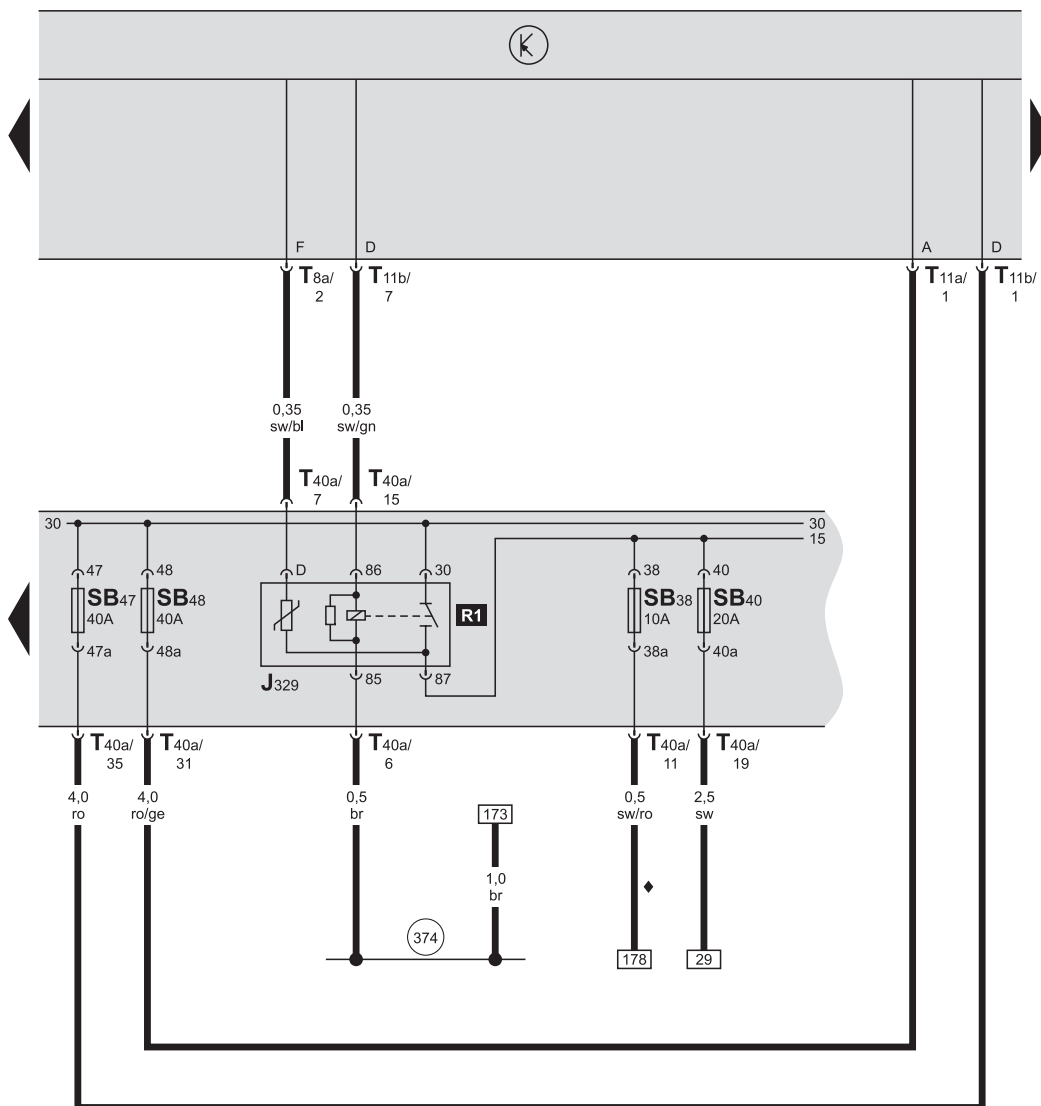 F D A D
T8a/ T11b/ T11a/ T11b/
2 7 1 1
0,35 0,35
sw/bl sw/gn
T40a/ T40a/
7 15
30 30
15
47 48 D 86 30 38 40
SB47 SB48 R1 SB38 SB40
40A 40A 10A 20A
47a 48a 38a 40a
J329 85 87
T40a/ T40a/ T40a/ T40a/ T40a/
35 31 6 11 19
4,0 4,0 0,5 0,5 2,5
ro ro/ge br sw/ro sw
173
1,0
br
374
178 29